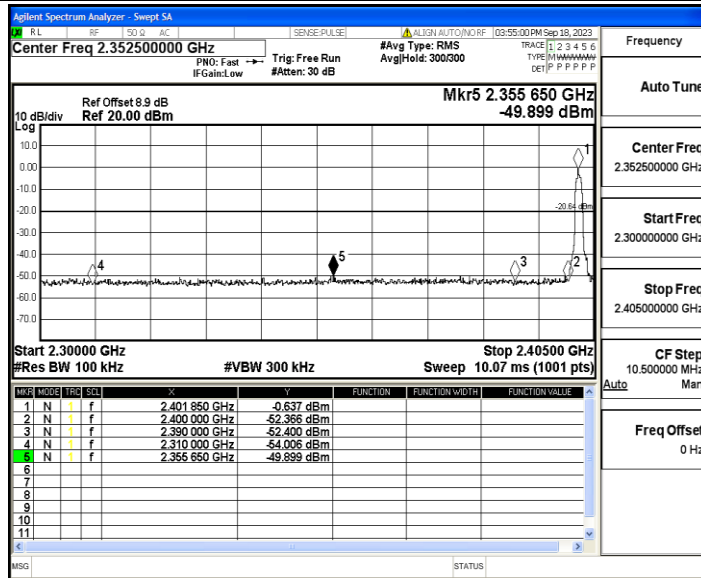 Agilent Spectrum Analyzer - Swept SA
RL RF 50 Ω AC SENSE:PULSE ALIGN AUTO/NO RF 03:55:00 PM Sep 18, 2023
Center Freq 2.352500000 GHz
PNO: Fast
IFGain:Low
Trig: Free Run
#Atten: 30 dB
#Avg Type: RMS
Avg|Hold: 300/300
TRACE 1 2 3 4 5 6
TYPE M WWWWW
DET P P P P P P
Ref Offset 8.9 dB
10 dB/div Ref 20.00 dBm
Log
Mkr5 2.355 650 GHz
-49.899 dBm
10.0
0.00
-10.0
-20.0
-30.0
-40.0
-50.0
-60.0
-70.0
1
-20.64 dBm
4
5
3
2
Start 2.30000 GHz Stop 2.40500 GHz
#Res BW 100 kHz #VBW 300 kHz Sweep 10.07 ms (1001 pts)
MKR MODE TRC SCL X Y FUNCTION FUNCTION WIDTH FUNCTION VALUE
1 N 1 f 2.401 850 GHz -0.637 dBm
2 N 1 f 2.400 000 GHz -52.366 dBm
3 N 1 f 2.390 000 GHz -52.400 dBm
4 N 1 f 2.310 000 GHz -54.006 dBm
5 N 1 f 2.355 650 GHz -49.899 dBm
6
7
8
9
10
11
MSG STATUS
Frequency
Auto Tune
Center Freq
2.352500000 GHz
Start Freq
2.300000000 GHz
Stop Freq
2.405000000 GHz
CF Step
10.500000 MHz
Auto Man
Freq Offset
0 Hz